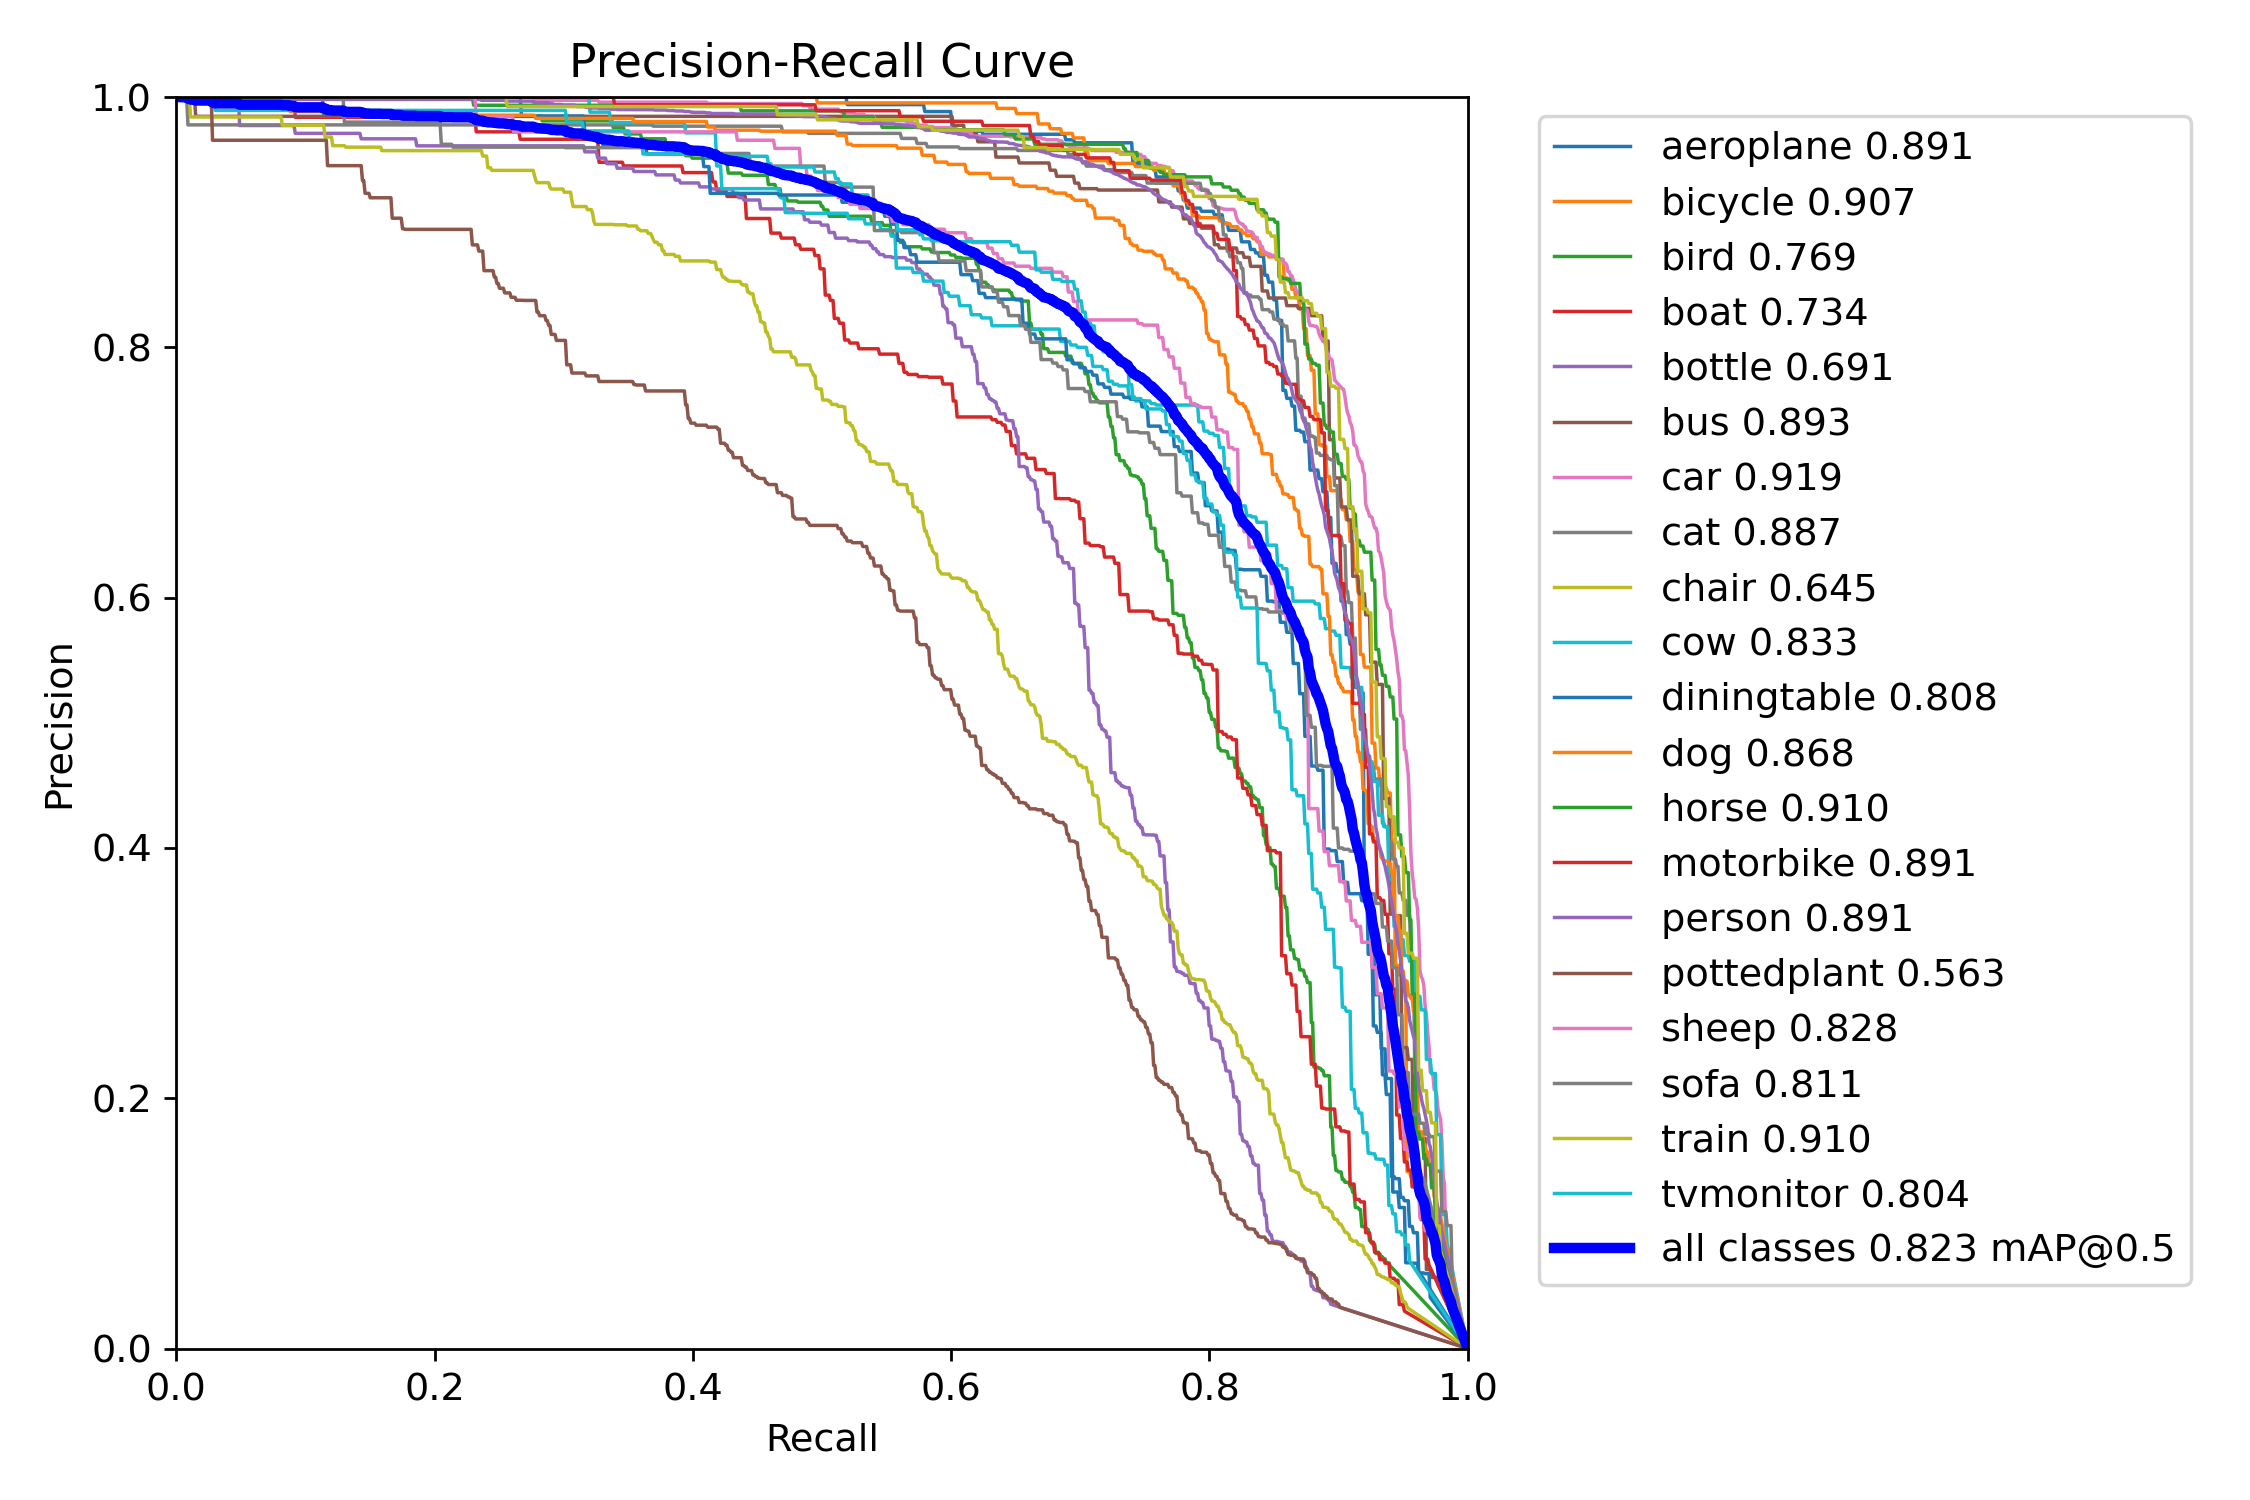 Precision-Recall Curve
1.0
0.8
0.6
0.4
0.2
0.0
Precision
0.0 0.2 0.4 0.6 0.8 1.0
Recall
aeroplane 0.891
bicycle 0.907
bird 0.769
boat 0.734
bottle 0.691
bus 0.893
car 0.919
cat 0.887
chair 0.645
cow 0.833
diningtable 0.808
dog 0.868
horse 0.910
motorbike 0.891
person 0.891
pottedplant 0.563
sheep 0.828
sofa 0.811
train 0.910
tvmonitor 0.804
all classes 0.823 mAP@0.5